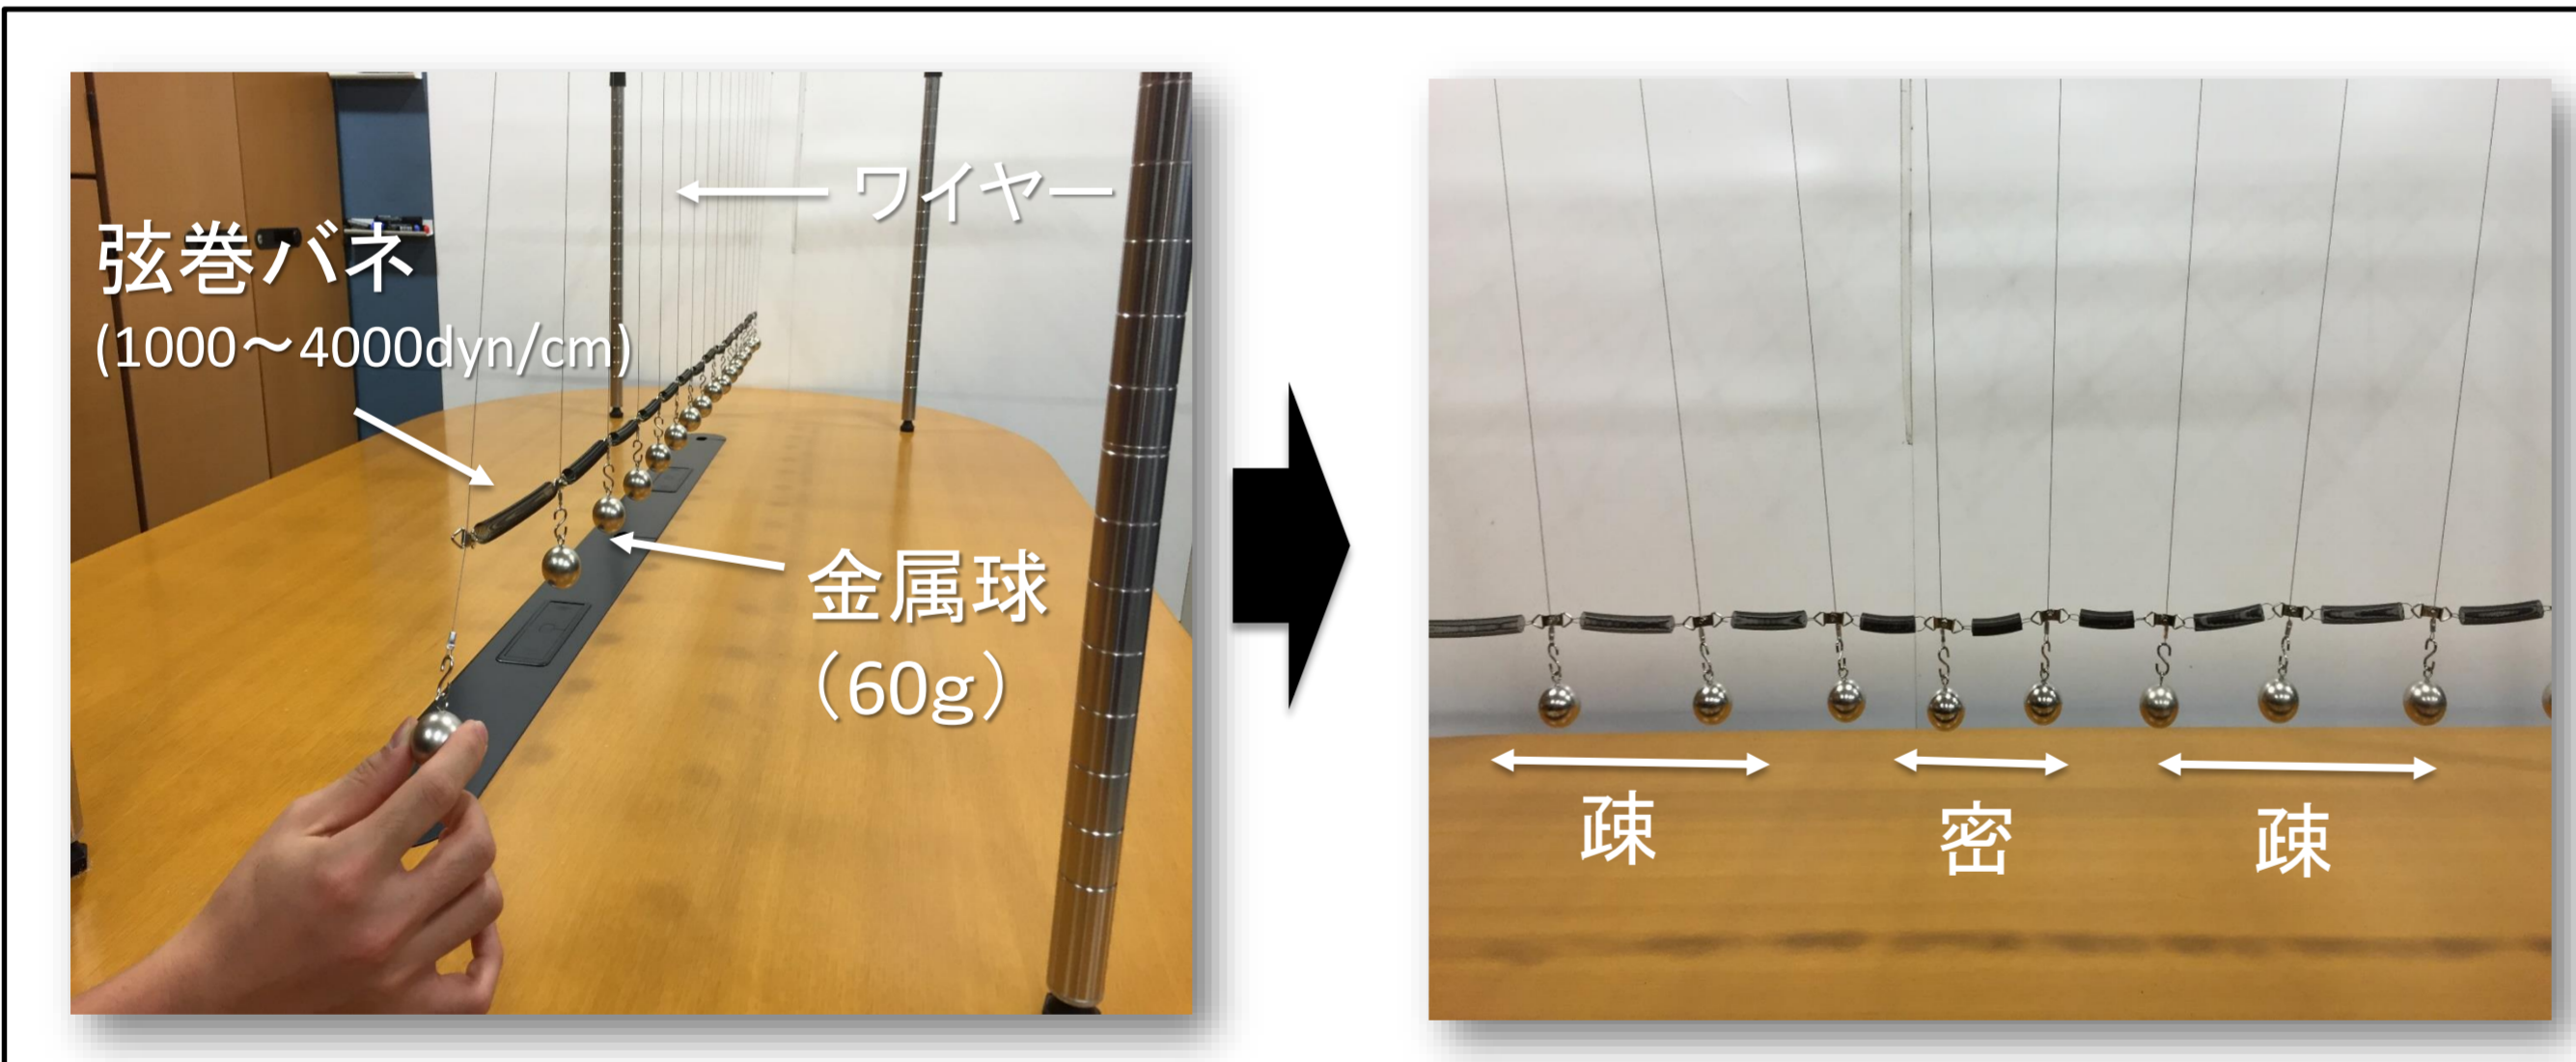 ワイヤー
弦巻バネ
(1000～4000dyn/cm)
金属球
（60g）
疎
密
疎